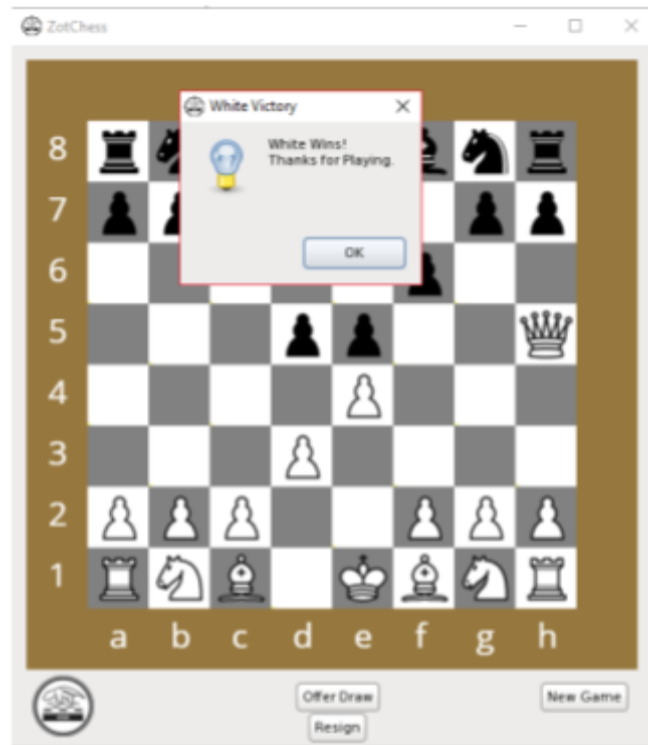 ZotChess
White Victory
White Wins!
Thanks for Playing.
OK
8
7
6
5
4
3
2
1
a b c d e f g h
Offer Draw
New Game
Resign